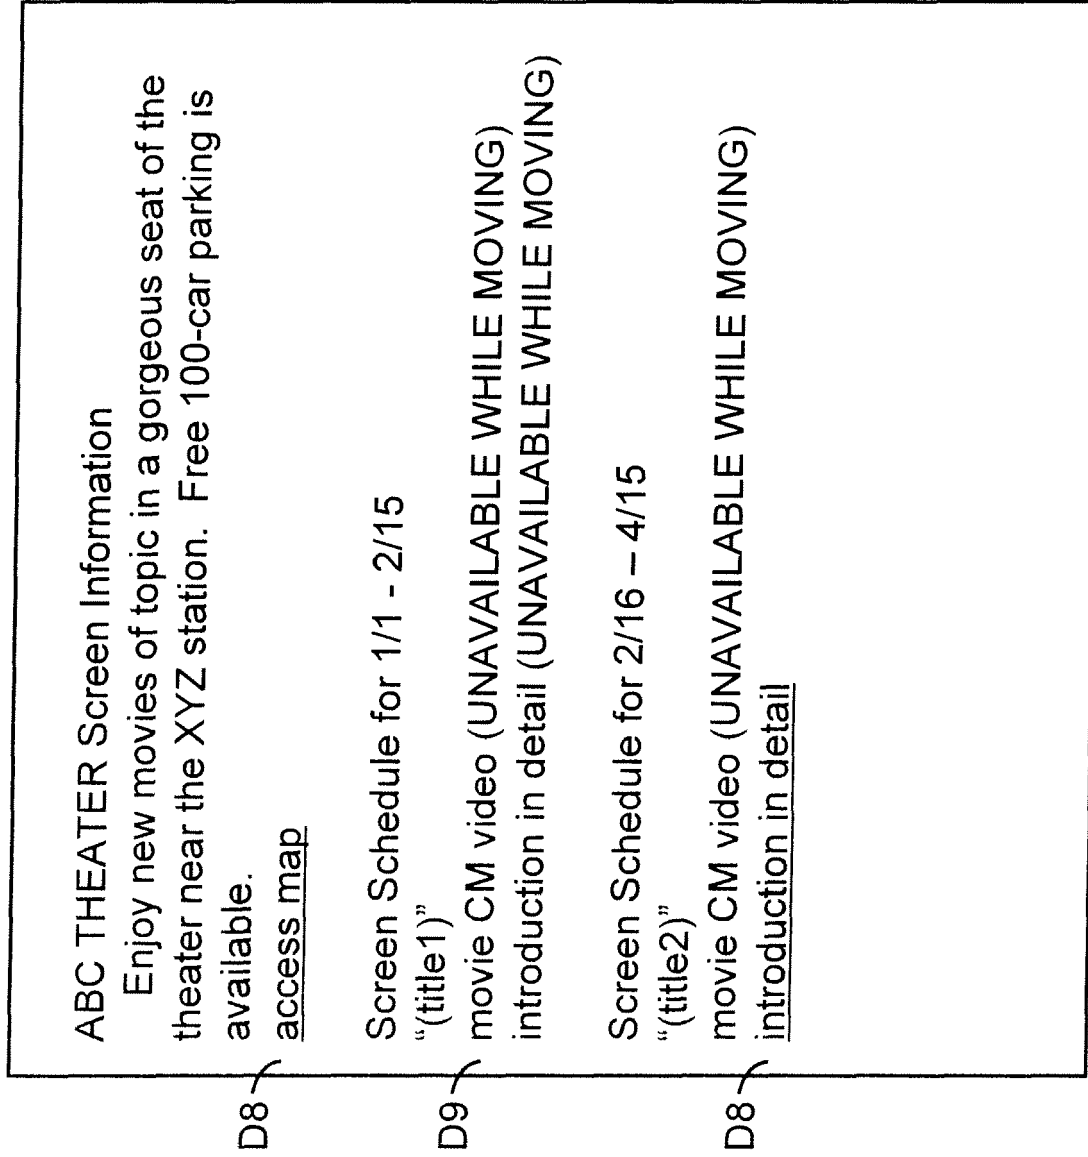 ABC THEATER Screen Information
Enjoy new movies of topic in a gorgeous seat of the
theater near the XYZ station. Free 100-car parking is
available.
D8 access map
Screen Schedule for 1/1 - 2/15
“(title1)”
D9 movie CM video (UNAVAILABLE WHILE MOVING)
introduction in detail (UNAVAILABLE WHILE MOVING)
Screen Schedule for 2/16 – 4/15
“(title2)”
movie CM video (UNAVAILABLE WHILE MOVING)
D8 introduction in detail